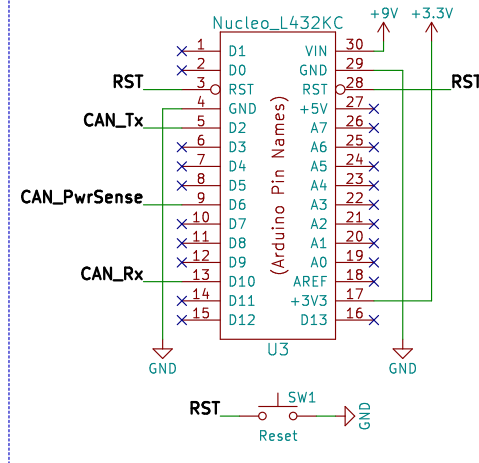 Nucleo_L432KC
+9V
+3.3V
1 D1 VIN 30
2 D0 GND 29
RST 3 RST RST 28 RST
4 GND +5V 27
CAN_Tx 5 D2 A7 26
6 D3 A6 25
7 D4 A5 24
8 D5 A4 23
CAN_PwrSense 9 D6 A3 22
10 D7 A2 21
11 D8 A1 20
12 D9 A0 19
CAN_Rx 13 D10 AREF 18
14 D11 +3V3 17
15 D12 D13 16
(Arduino Pin Names)
U3
GND
GND
RST
SW1
GND
Reset